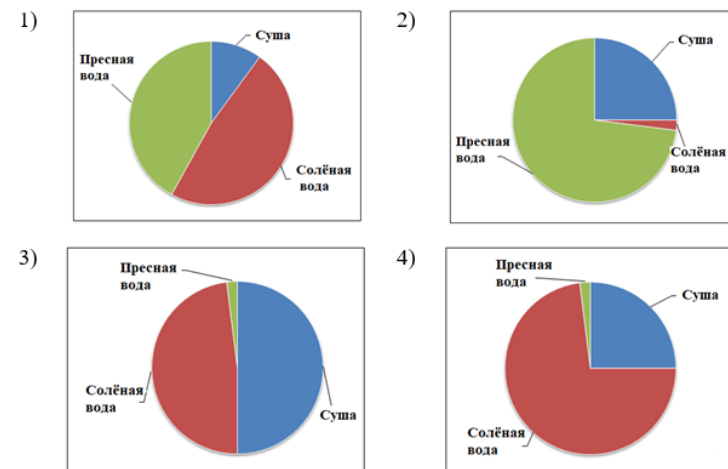 1)
Суша
Пресная
вода
Солёная
вода
2)
Суша
Солёная
вода
Пресная
вода
3)
Пресная
вода
Солёная
вода
Суша
4)
Пресная
вода
Суша
Солёная
вода